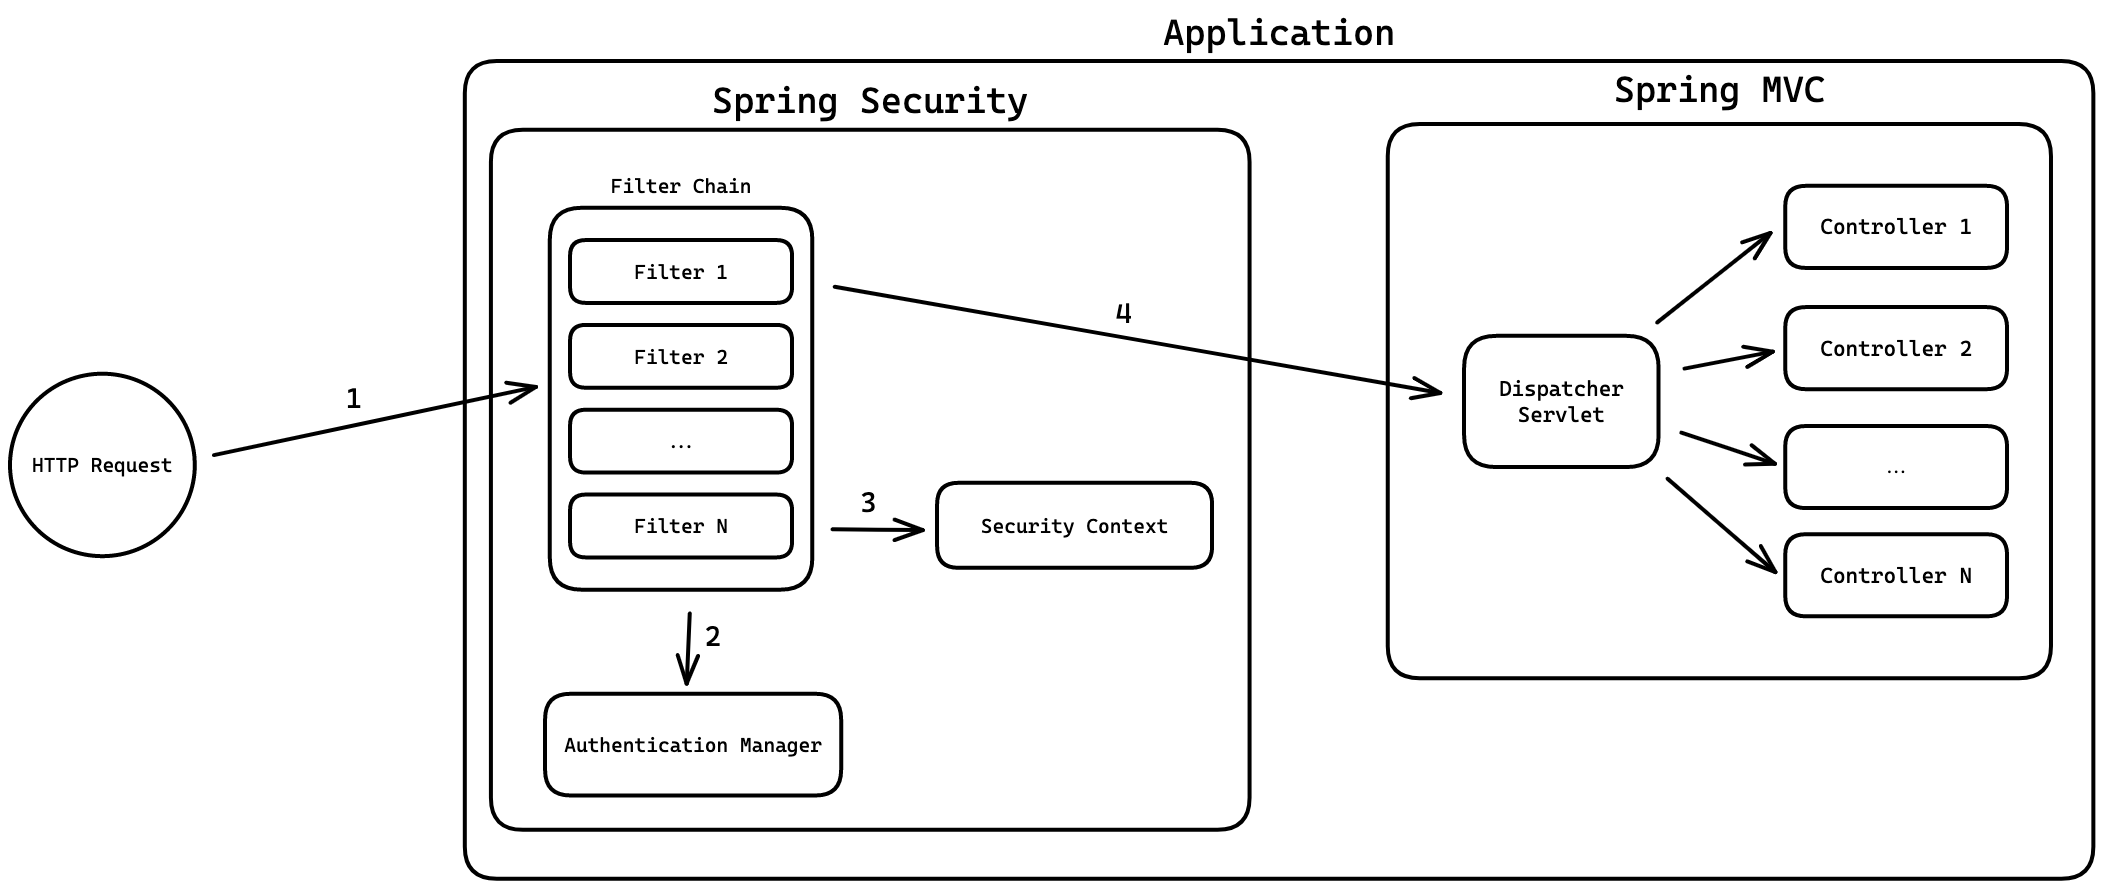 Application
Spring Security
Spring MVC
Filter Chain
Filter 1
Filter 2
...
Filter N
HTTP Request
1
2
3
4
Security Context
Authentication Manager
Dispatcher
Servlet
Controller 1
Controller 2
...
Controller N